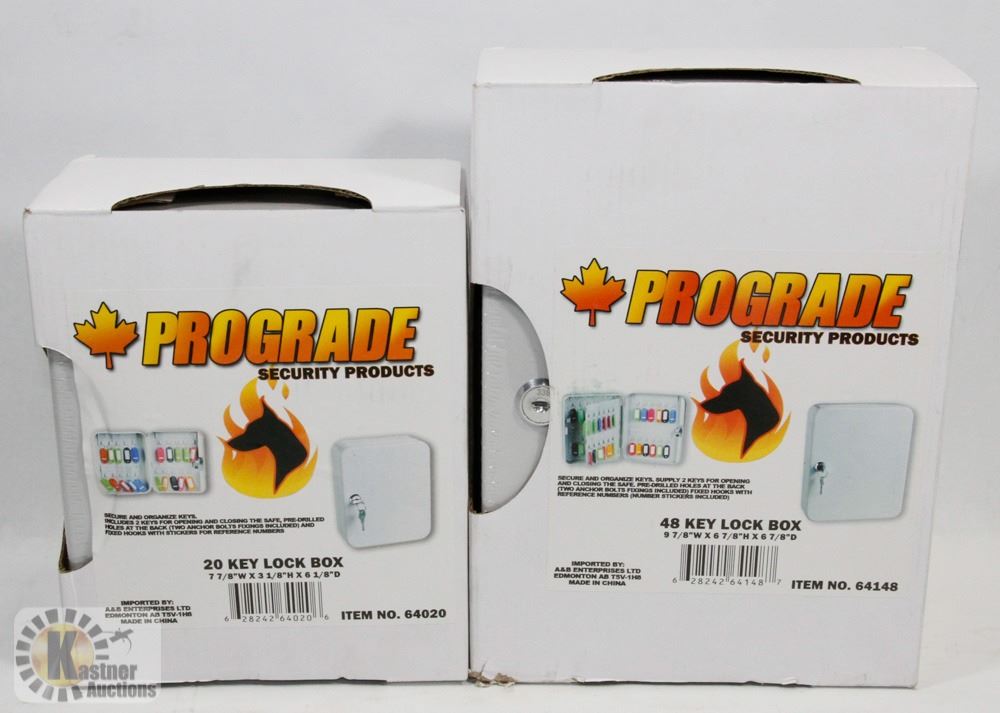 PROGRADE
SECURITY PRODUCTS
SECURE AND ORGANIZE KEYS.
INCLUDES 2 KEYS FOR OPENING AND CLOSING THE SAFE, PRE-DRILLED
HOLES AT THE BACK (TWO ANCHOR BOLTS FIXINGS INCLUDED) AND
FIXED HOOKS WITH STICKERS FOR REFERENCE NUMBERS
20 KEY LOCK BOX
7 7/8"W X 3 1/8"H X 6 1/8"D
IMPORTED BY:
A&B ENTERPRISES LTD
EDMONTON AB T5V-1H6
MADE IN CHINA
6 28242 64020 6
ITEM NO. 64020
PROGRADE
SECURITY PRODUCTS
SECURE AND ORGANIZE KEYS. SUPPLY 2 KEYS FOR OPENING
AND CLOSING THE SAFE, PRE-DRILLED HOLES AT THE BACK
(TWO ANCHOR BOLTS FIXINGS INCLUDED) FIXED HOOKS WITH
REFERENCE NUMBERS (NUMBER STICKERS INCLUDED)
48 KEY LOCK BOX
9 7/8"W X 6 7/8"H X 6 7/8"D
IMPORTED BY:
A&B ENTERPRISES LTD
EDMONTON AB T5V-1H6
MADE IN CHINA
6 28242 64148 7
ITEM NO. 64148
Kastner
Auctions